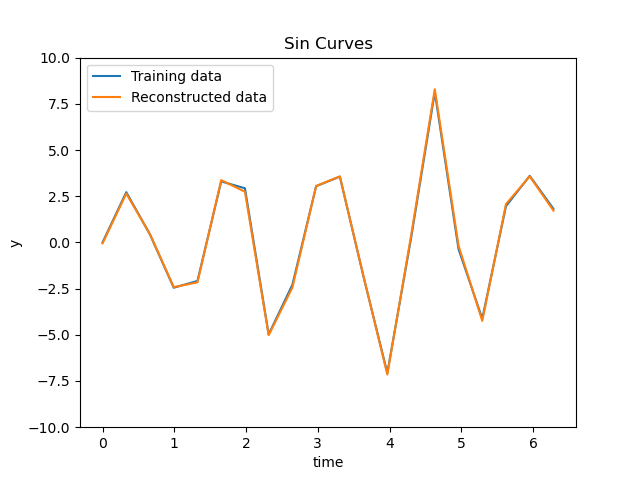 Sin Curves
Training data
Reconstructed data
10.0
7.5
5.0
2.5
0.0
−2.5
−5.0
−7.5
−10.0
y
0 1 2 3 4 5 6
time